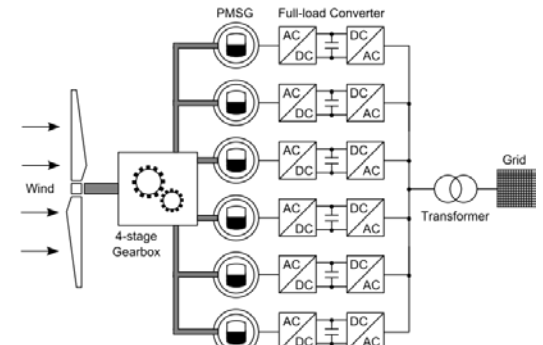 PMSG Full-load Converter
AC DC DC AC
AC DC DC AC
AC DC DC AC
Wind
Grid
Transformer
4-stage
Gearbox
AC DC DC AC
AC DC DC AC
AC DC DC AC